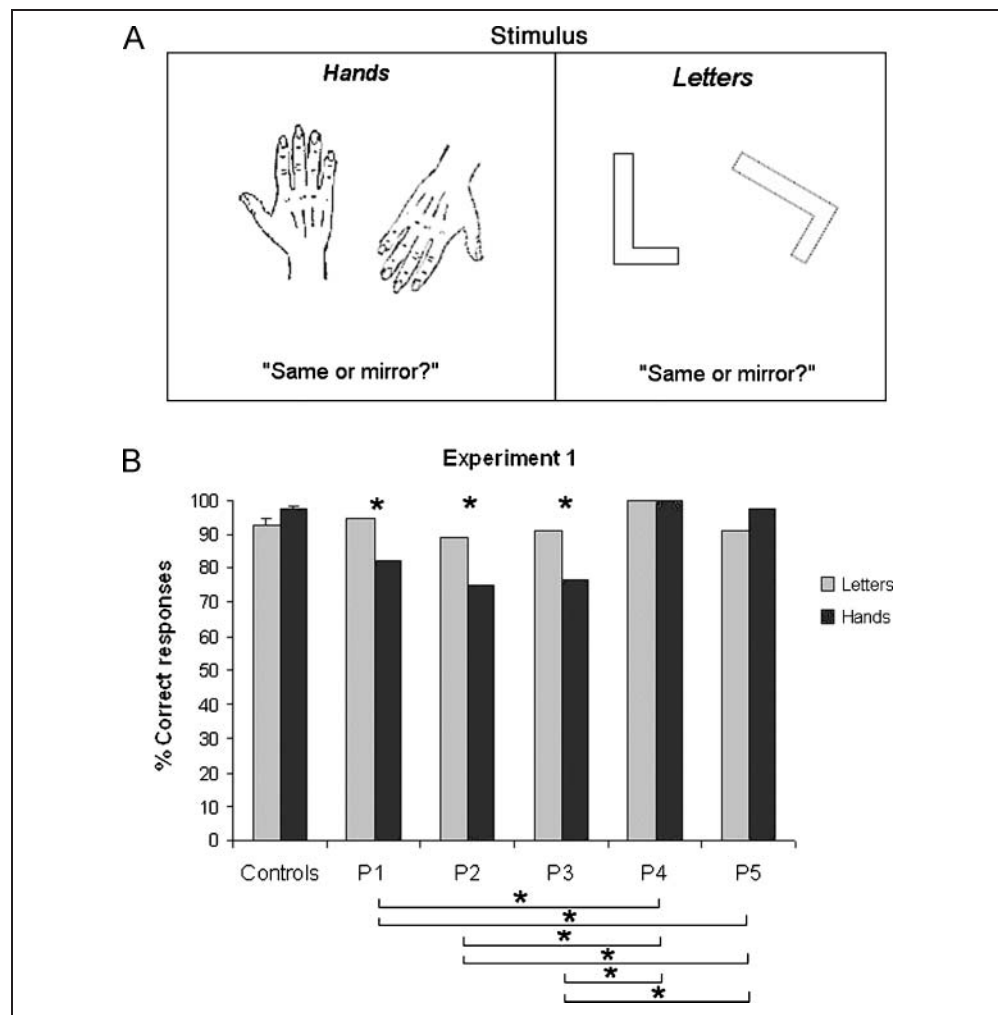 A
Stimulus
Hands
Letters
"Same or mirror?"
"Same or mirror?"
B
Experiment 1
% Correct responses
100
90
80
70
60
50
40
30
20
10
0
* * *
Letters
Hands
Controls P1 P2 P3 P4 P5
*
*
*
*
*
*